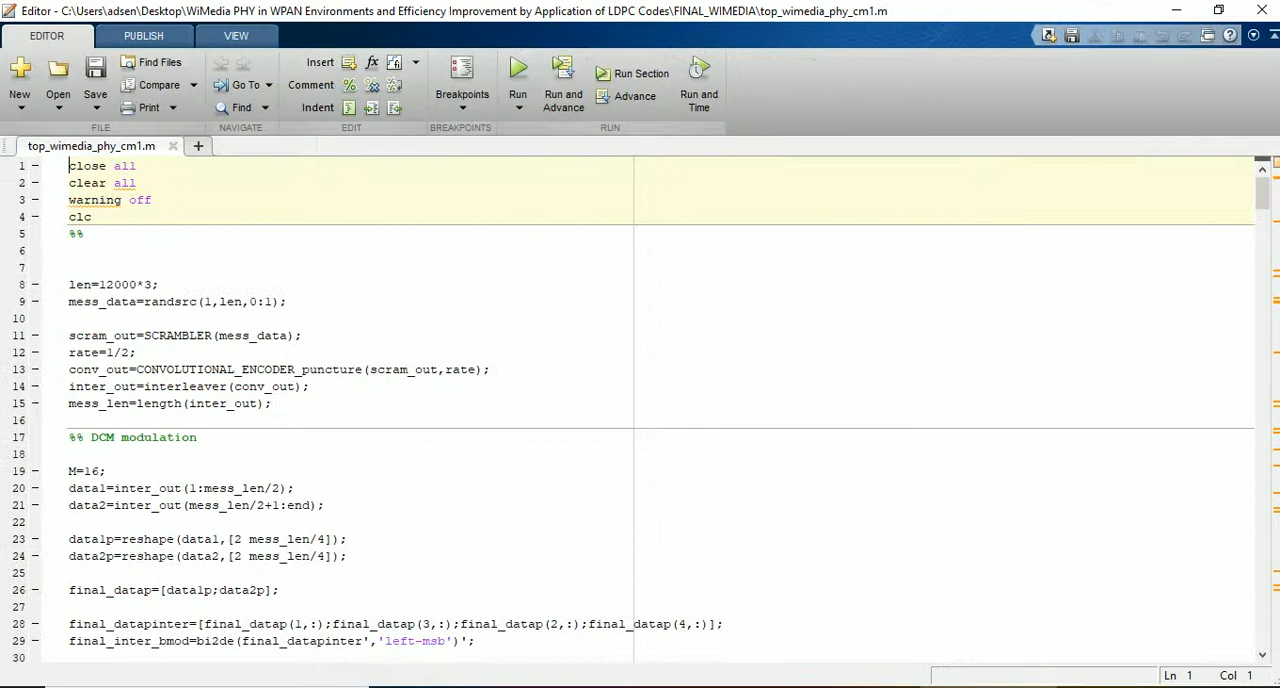 Editor - C:\Users\adsen\Desktop\WiMedia PHY in WPAN Environments and Efficiency Improvement by Application of LDPC Codes\FINAL_WIMEDIA\top_wimedia_phy_cm1.m
EDITOR PUBLISH VIEW
New Open Save Find Files Compare Print
FILE
Go To Find
NAVIGATE
Insert fx
Comment %
Indent
EDIT
Breakpoints
BREAKPOINTS
Run Run and Advance Run Section Advance Run and Time
RUN
top_wimedia_phy_cm1.m
1 close all
2 clear all
3 warning off
4 clc
5 %%
6
7
8 len=12000*3;
9 mess_data=randsrc(1,len,0:1);
10
11 scram_out=SCRAMBLER(mess_data);
12 rate=1/2;
13 conv_out=CONVOLUTIONAL_ENCODER_puncture(scram_out,rate);
14 inter_out=interleaver(conv_out);
15 mess_len=length(inter_out);
16
17 %% DCM modulation
18
19 M=16;
20 data1=inter_out(1:mess_len/2);
21 data2=inter_out(mess_len/2+1:end);
22
23 data1p=reshape(data1,[2 mess_len/4]);
24 data2p=reshape(data2,[2 mess_len/4]);
25
26 final_datap=[data1p;data2p];
27
28 final_datapinter=[final_datap(1,:);final_datap(3,:);final_datap(2,:);final_datap(4,:)];
29 final_inter_bmod=bi2de(final_datapinter','left-msb')';
30
Ln 1 Col 1